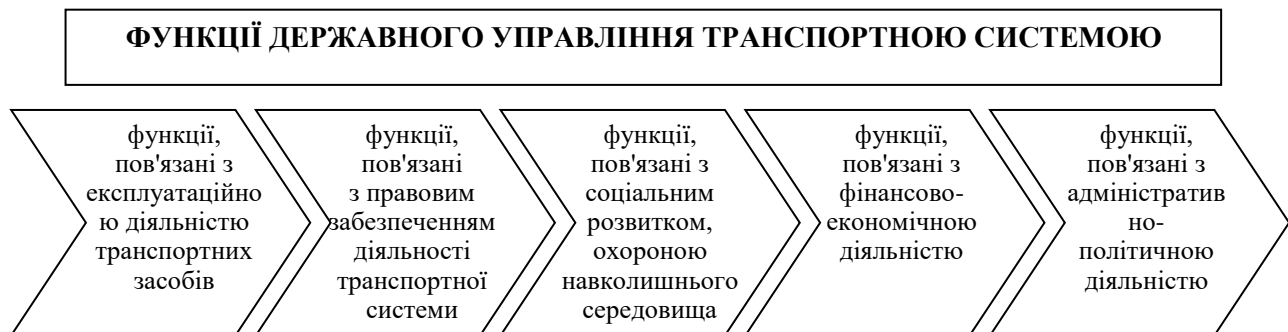 ФУНКЦІЇ ДЕРЖАВНОГО УПРАВЛІННЯ ТРАНСПОРТНОЮ СИСТЕМОЮ
функції,
пов'язані з
експлуатаційно
ю діяльністю
транспортних
засобів
функції,
пов'язані
з правовим
забезпеченням
діяльності
транспортної
системи
функції,
пов'язані з
соціальним
розвитком,
охороною
навколишнього
середовища
функції,
пов'язані з
фінансово-
економічною
діяльністю
функції,
пов'язані з
адміністратив
но-
політичною
діяльністю